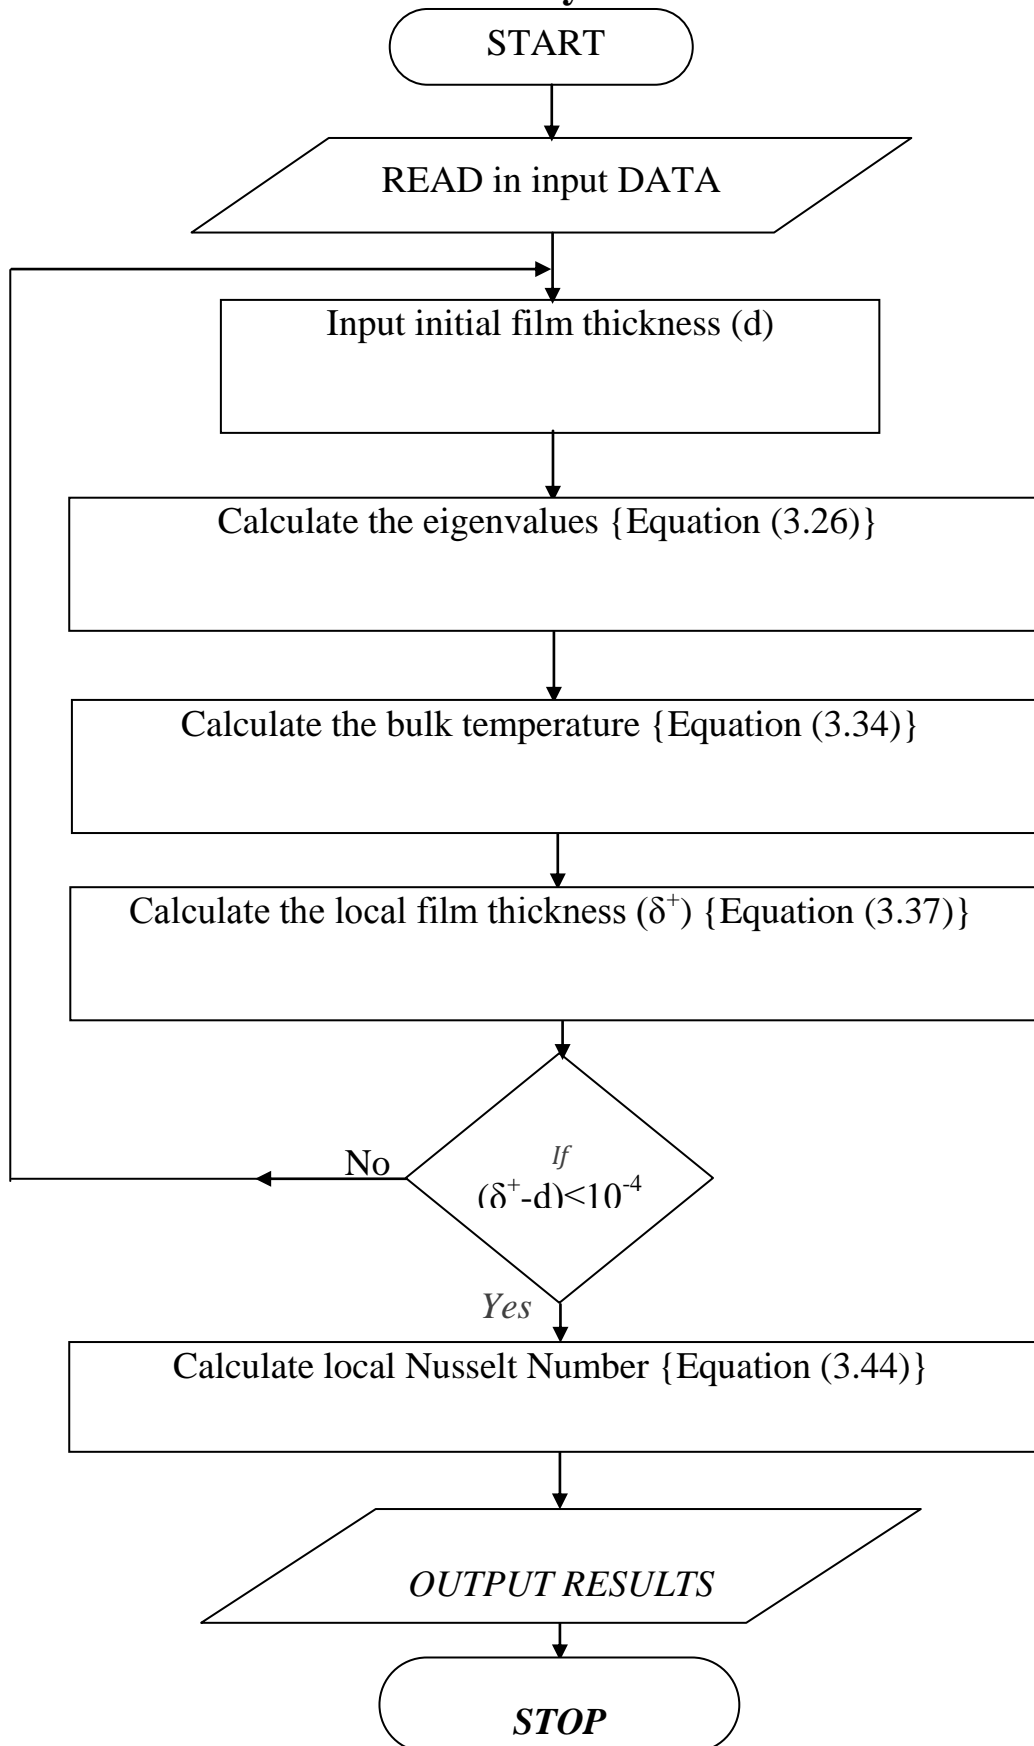 START
READ in input DATA
Input initial film thickness (d)
Calculate the eigenvalues {Equation (3.26)}
Calculate the bulk temperature {Equation (3.34)}
Calculate the local film thickness (δ⁺) {Equation (3.37)}
No
If
(δ⁺-d)<10⁻⁴
Yes
Calculate local Nusselt Number {Equation (3.44)}
OUTPUT RESULTS
STOP